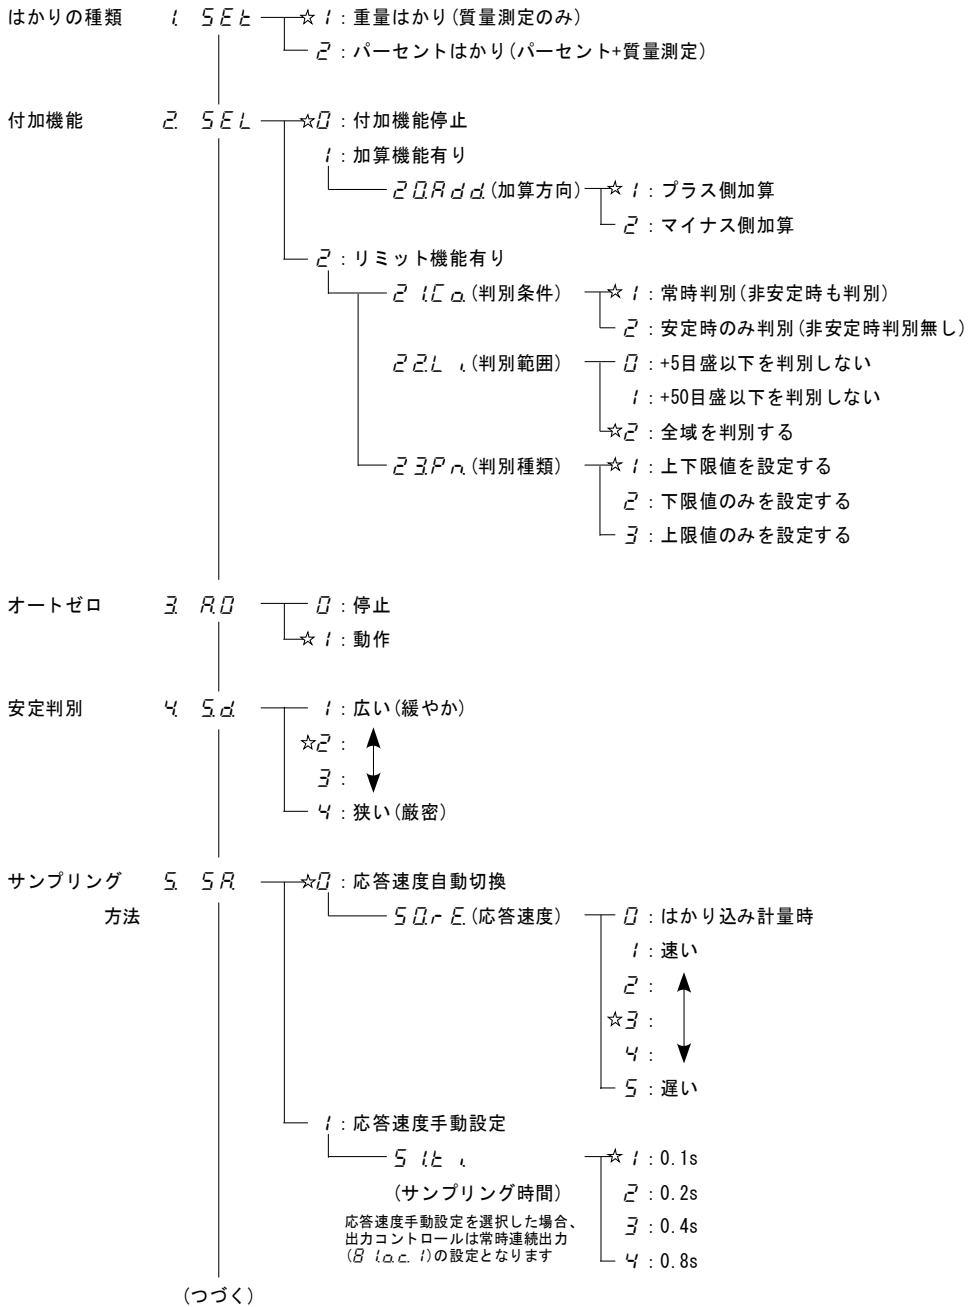 はかりの種類 1. SEt ☆ 1 : 重量はかり(質量測定のみ)
2 : パーセントはかり(パーセント+質量測定)
付加機能 2. SEL ☆0 : 付加機能停止
1 : 加算機能有り
20.Add.(加算方向) ☆ 1 : プラス側加算
2 : マイナス側加算
2 : リミット機能有り
21.Co.(判別条件) ☆ 1 : 常時判別(非安定時も判別)
2 : 安定時のみ判別(非安定時判別無し)
22.L i.(判別範囲) 0 : +5目盛以下を判別しない
1 : +50目盛以下を判別しない
☆2 : 全域を判別する
23.Pn.(判別種類) ☆ 1 : 上下限値を設定する
2 : 下限値のみを設定する
3 : 上限値のみを設定する
オートゼロ 3. A.0 0 : 停止
☆ 1 : 動作
安定判別 4. S.d. 1 : 広い(緩やか)
☆2 :
3 :
4 : 狭い(厳密)
サンプリング 5. SA. ☆0 : 応答速度自動切換
方法 50.rE.(応答速度) 0 : はかり込み計量時
1 : 速い
2 :
☆3 :
4 :
5 : 遅い
1 : 応答速度手動設定
51.t i. ☆ 1 : 0.1s
(サンプリング時間) 2 : 0.2s
応答速度手動設定を選択した場合、 3 : 0.4s
出力コントロールは常時連続出力
(81.o.c. 1)の設定となります 4 : 0.8s
(つづく)